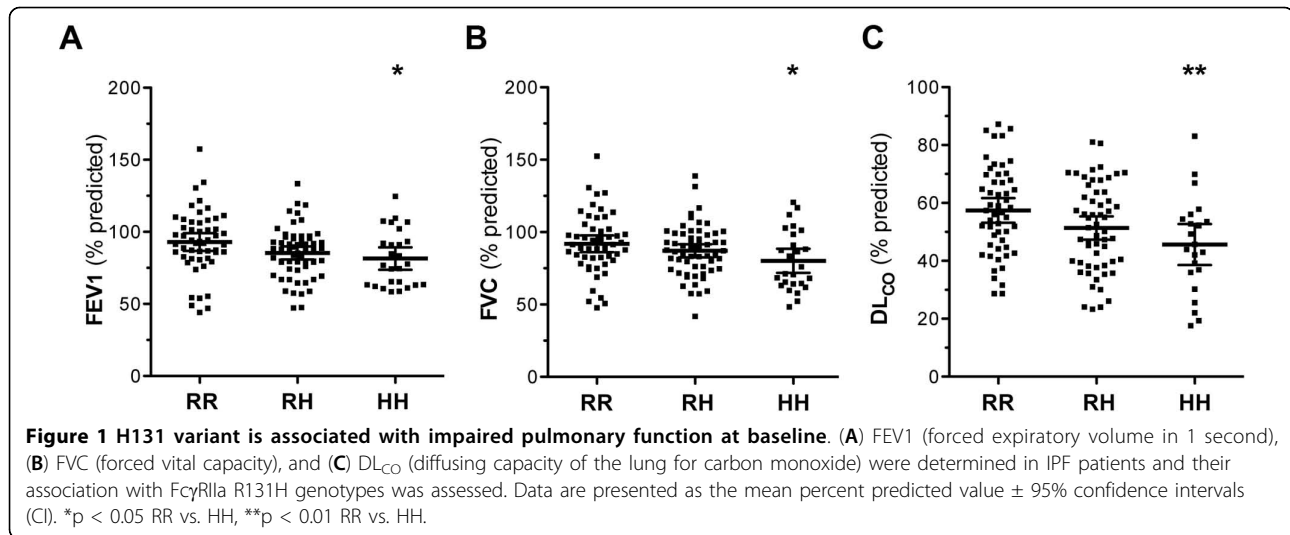 A
B
C
*
*
**
200
150
100
50
0
FEV1 (% predicted)
RR RH HH
200
150
100
50
0
FVC (% predicted)
RR RH HH
100
80
60
40
20
0
DLCO (% predicted)
RR RH HH
Figure 1 H131 variant is associated with impaired pulmonary function at baseline. (A) FEV1 (forced expiratory volume in 1 second),
(B) FVC (forced vital capacity), and (C) DLCO (diffusing capacity of the lung for carbon monoxide) were determined in IPF patients and their
association with FcγRIIa R131H genotypes was assessed. Data are presented as the mean percent predicted value ± 95% confidence intervals
(CI). *p < 0.05 RR vs. HH, **p < 0.01 RR vs. HH.